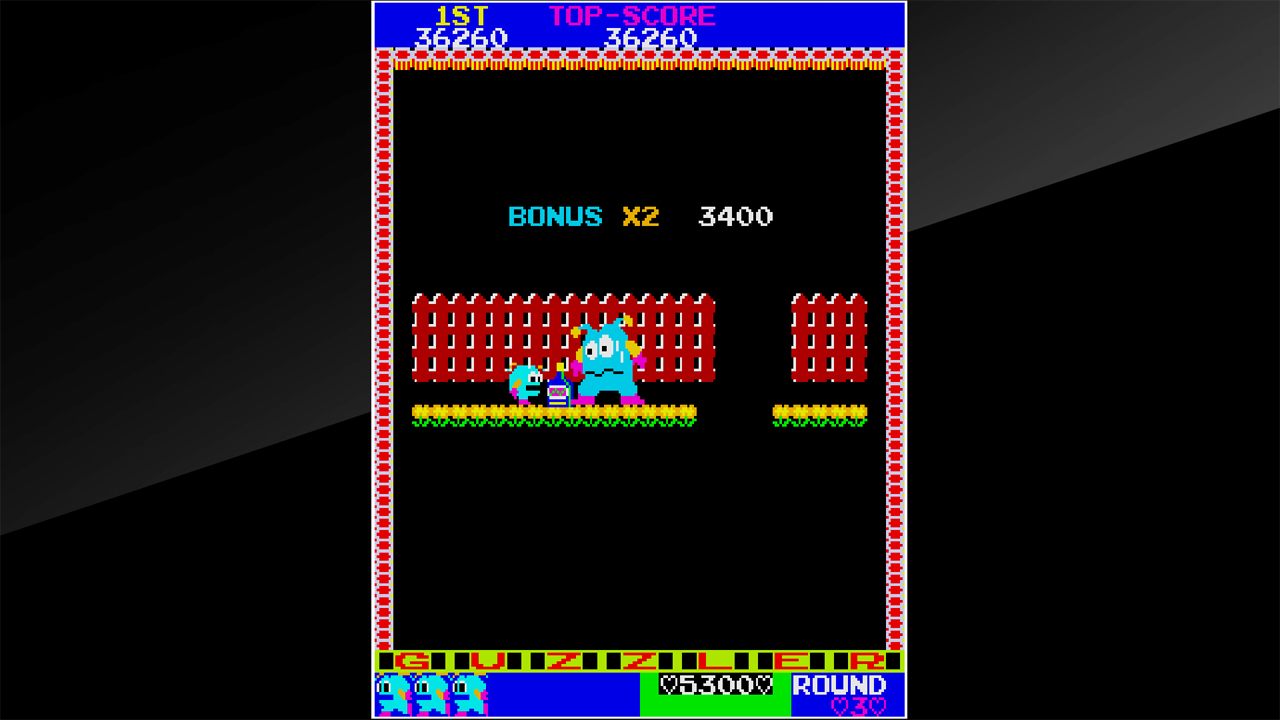 1ST TOP-SCORE
36260 36260
BONUS X2 3400
GUZZLER
♥5300♥ ROUND
♥3♥